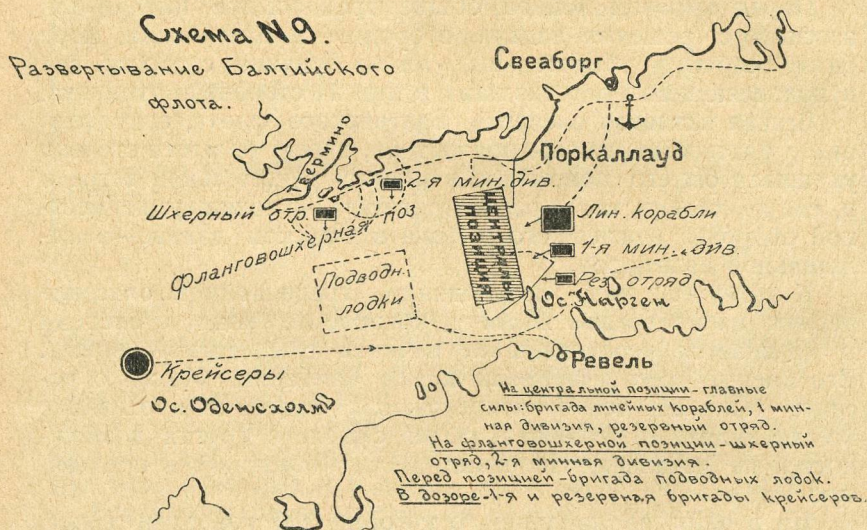 Схема N9.
Развертывание Балтийского
флота.
Свеаборг
Твермино
Поркаллауд
2-я мин. див.
Шхерный отр.
фланговошхерная поз
ЦЕНТРАЛЬН
ПОЗИЦИЯ.
Лин. корабли
1-я мин. див.
Рез. отряд
Ос. Нарген
Подводн.
лодки
Ревель
Крейсеры
Ос. Оденсхолм
На центральной позиции-главные
силы: бригада линейных кораблей, 1 мин-
ная дивизия, резервный отряд.
На фланговошхерной позиции-шхерный
отряд, 2-я минная дивизия.
Перед позицией-бригада подводных лодок.
В дозоре-1-я и резервная бригады крейсеров.